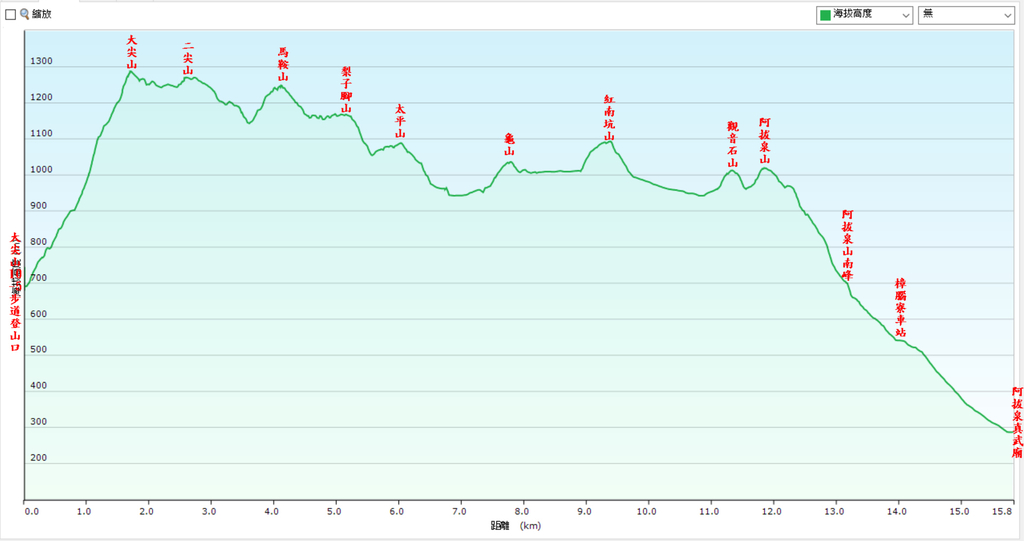 縮放
海拔高度
無
大尖山
二尖山
馬鞍山
梨子腳山
太平山
龜山
紅南坑山
觀音石山
阿拔泉山
阿拔泉山南峰
樟腦寮車站
阿拔泉真武廟
步道登山口
1300
1200
1100
1000
900
800
700
600
500
400
300
200
0.0 1.0 2.0 3.0 4.0 5.0 6.0 7.0 8.0 9.0 10.0 11.0 12.0 13.0 14.0 15.0 15.8
距離 (km)